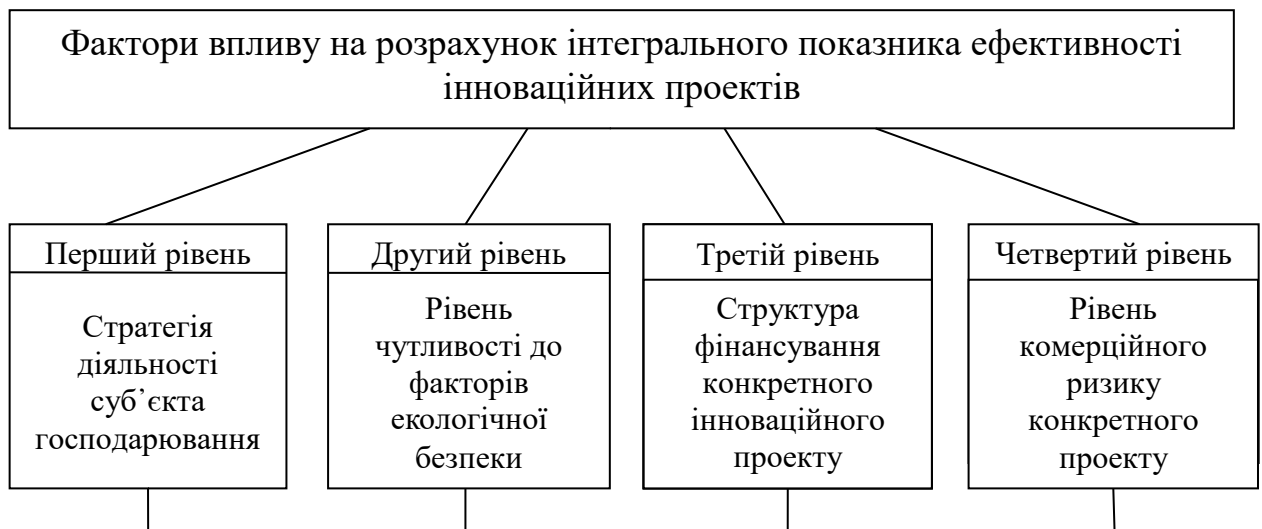 Фактори впливу на розрахунок інтегрального показника ефективності
інноваційних проектів
Перший рівень
Стратегія
діяльності
суб’єкта
господарювання
Другий рівень
Рівень
чутливості до
факторів
екологічної
безпеки
Третій рівень
Структура
фінансування
конкретного
інноваційного
проекту
Четвертий рівень
Рівень
комерційного
ризику
конкретного
проекту